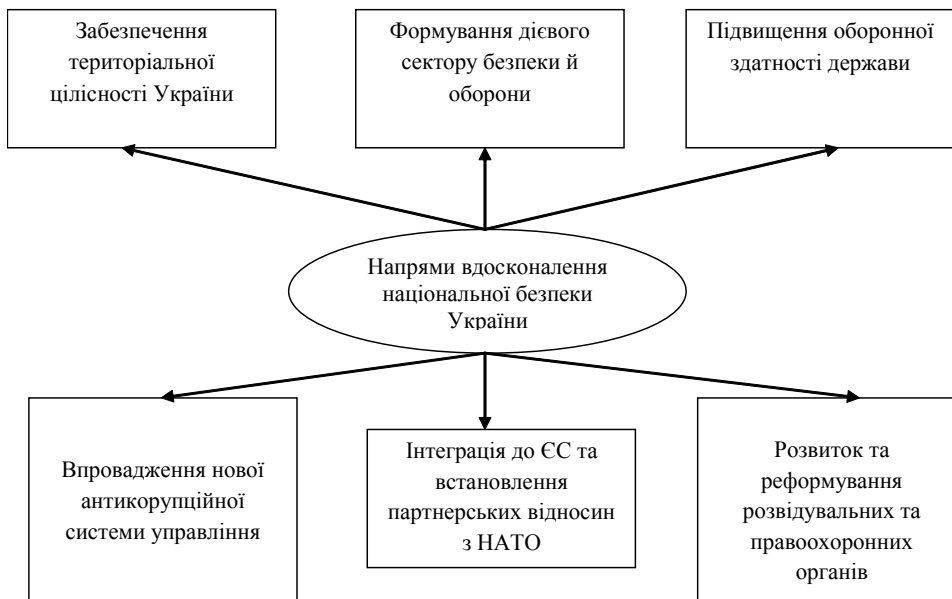 Забезпечення
територіальної
цілісності України
Формування дієвого
сектору безпеки й
оборони
Підвищення оборонної
здатності держави
Напрями вдосконалення
національної безпеки
України
Впровадження нової
антикорупційної
системи управління
Інтеграція до ЄС та
встановлення
партнерських відносин
з НАТО
Розвиток та
реформування
розвідувальних та
правоохоронних
органів